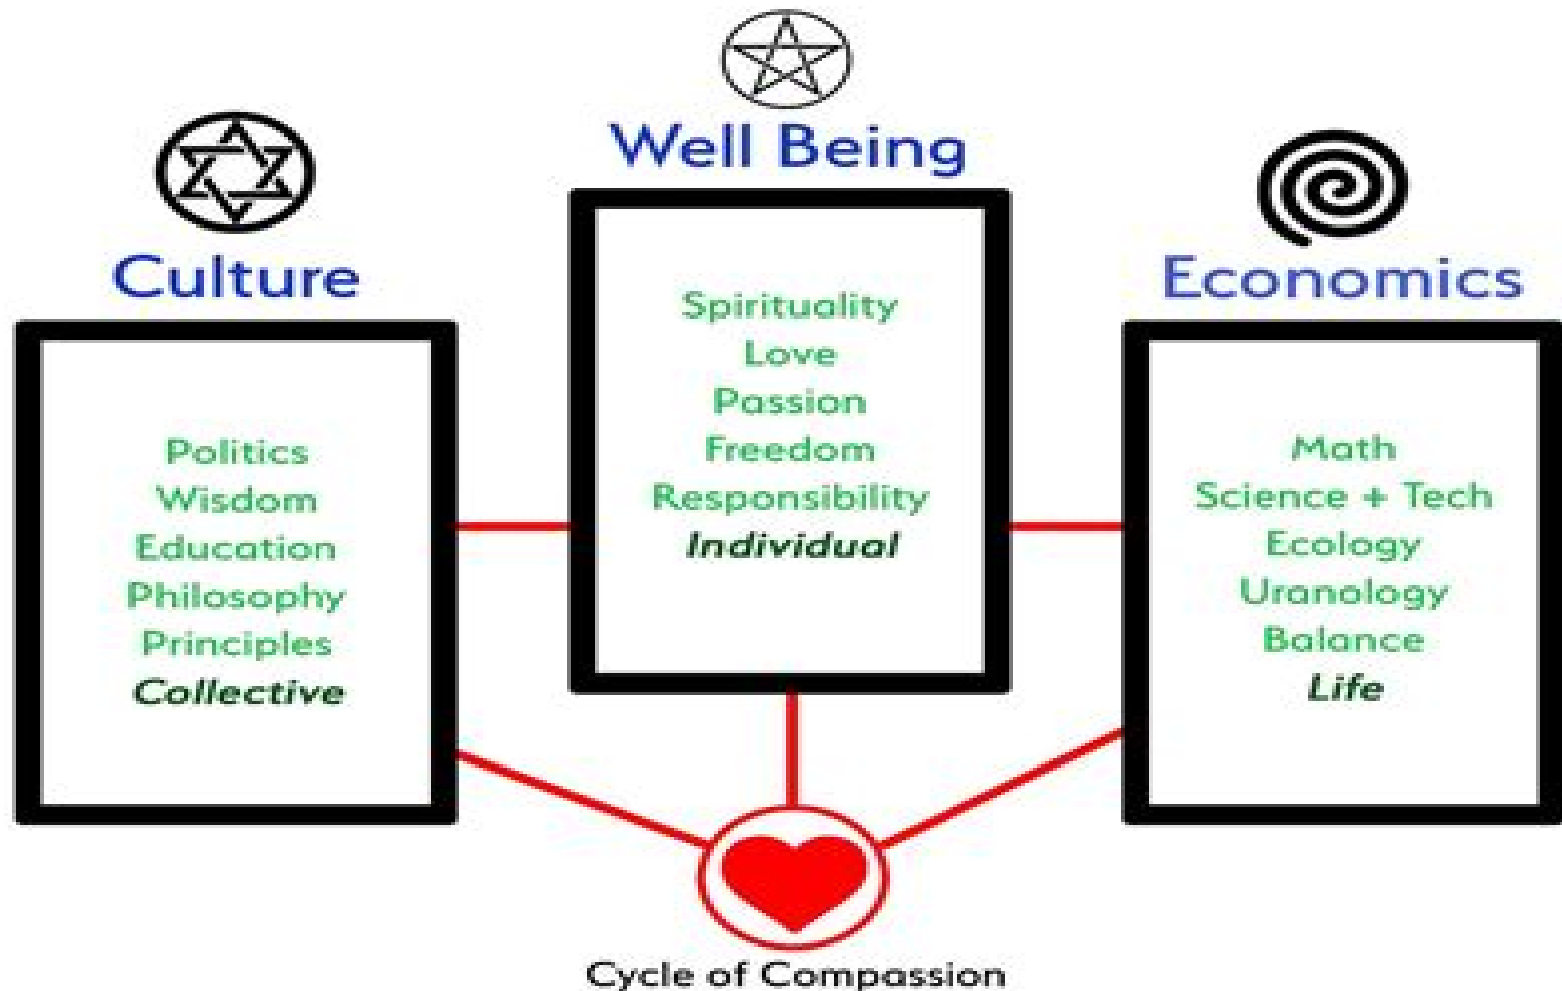 Well Being
Culture
Economics
Spirituality
Love
Passion
Freedom
Responsibility
Individual
Politics
Wisdom
Education
Philosophy
Principles
Collective
Math
Science + Tech
Ecology
Uranology
Balance
Life
Cycle of Compassion